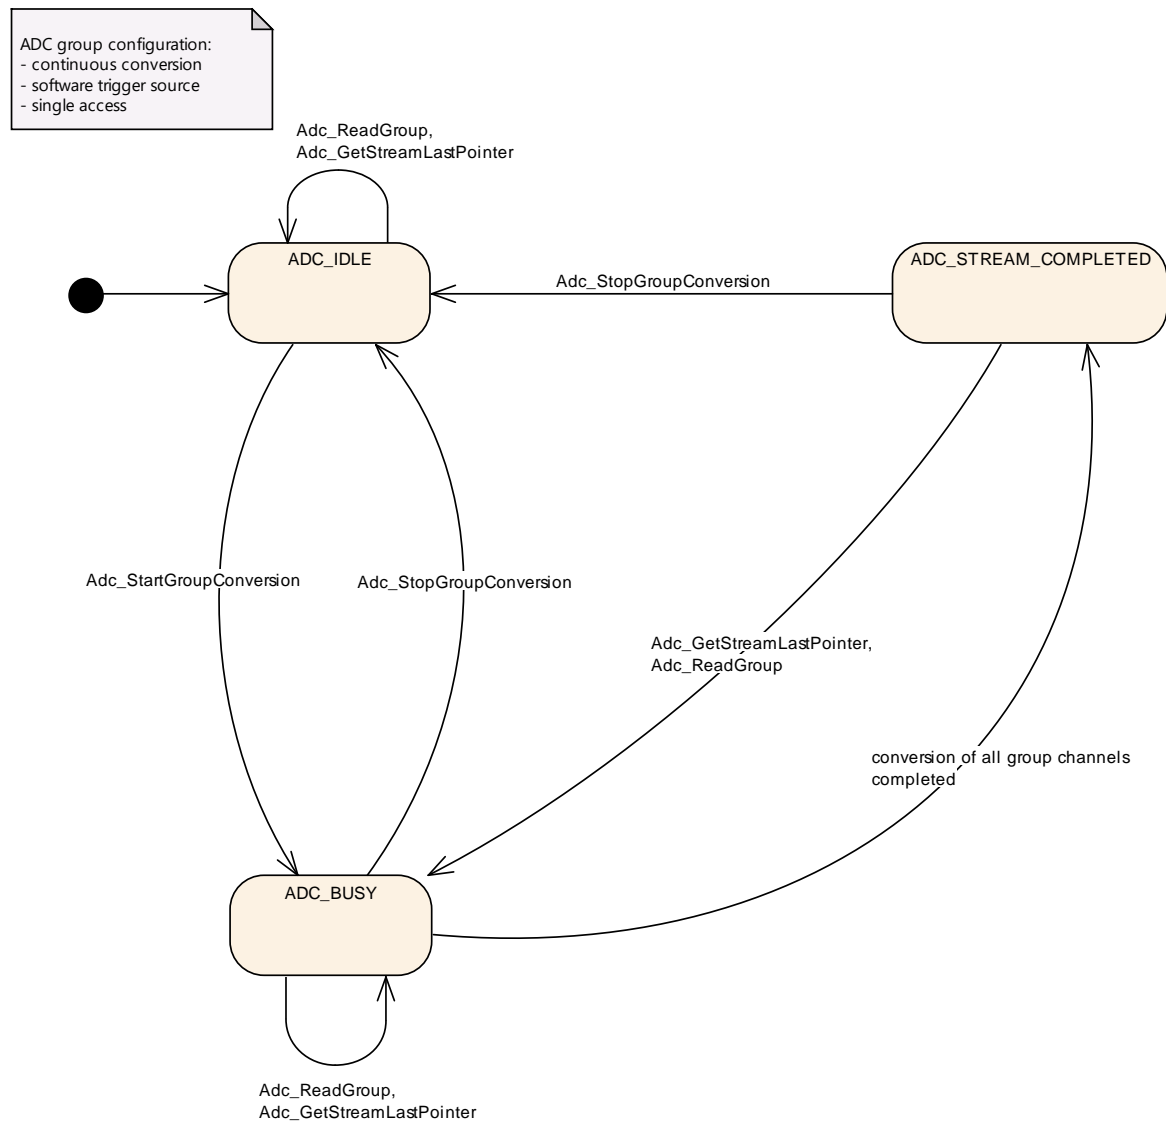 ADC group configuration:
- continuous conversion
- software trigger source
- single access
Adc_ReadGroup,
Adc_GetStreamLastPointer
ADC_IDLE
ADC_STREAM_COMPLETED
Adc_StopGroupConversion
Adc_StartGroupConversion
Adc_StopGroupConversion
Adc_GetStreamLastPointer,
Adc_ReadGroup
conversion of all group channels
completed
ADC_BUSY
Adc_ReadGroup,
Adc_GetStreamLastPointer